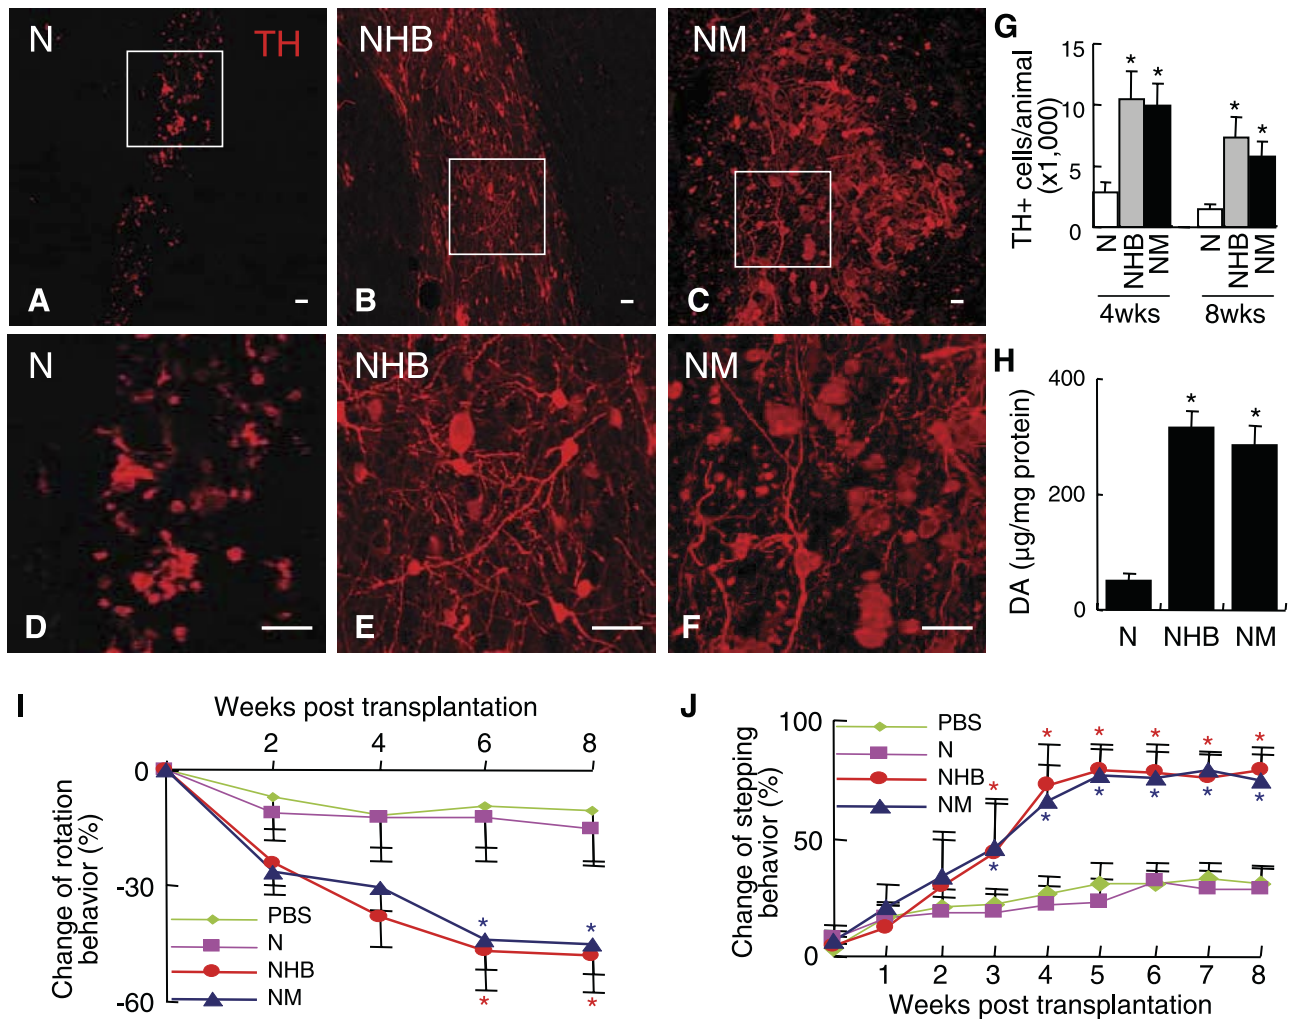 N
TH
A
NHB
B
NM
C
N
D
NHB
E
NM
F
G
TH+ cells/animal
(x1,000)
15
10
5
0
*
*
*
*
N
NHB
NM
N
NHB
NM
4wks
8wks
H
DA (µg/mg protein)
400
200
0
*
*
N
NHB
NM
I
Weeks post transplantation
2
4
6
8
Change of rotation
behavior (%)
0
-30
-60
*
*
*
*
PBS
N
NHB
NM
J
Change of stepping
behavior (%)
100
50
0
PBS
N
NHB
NM
*
*
*
*
*
*
*
*
*
*
*
*
1
2
3
4
5
6
7
8
Weeks post transplantation